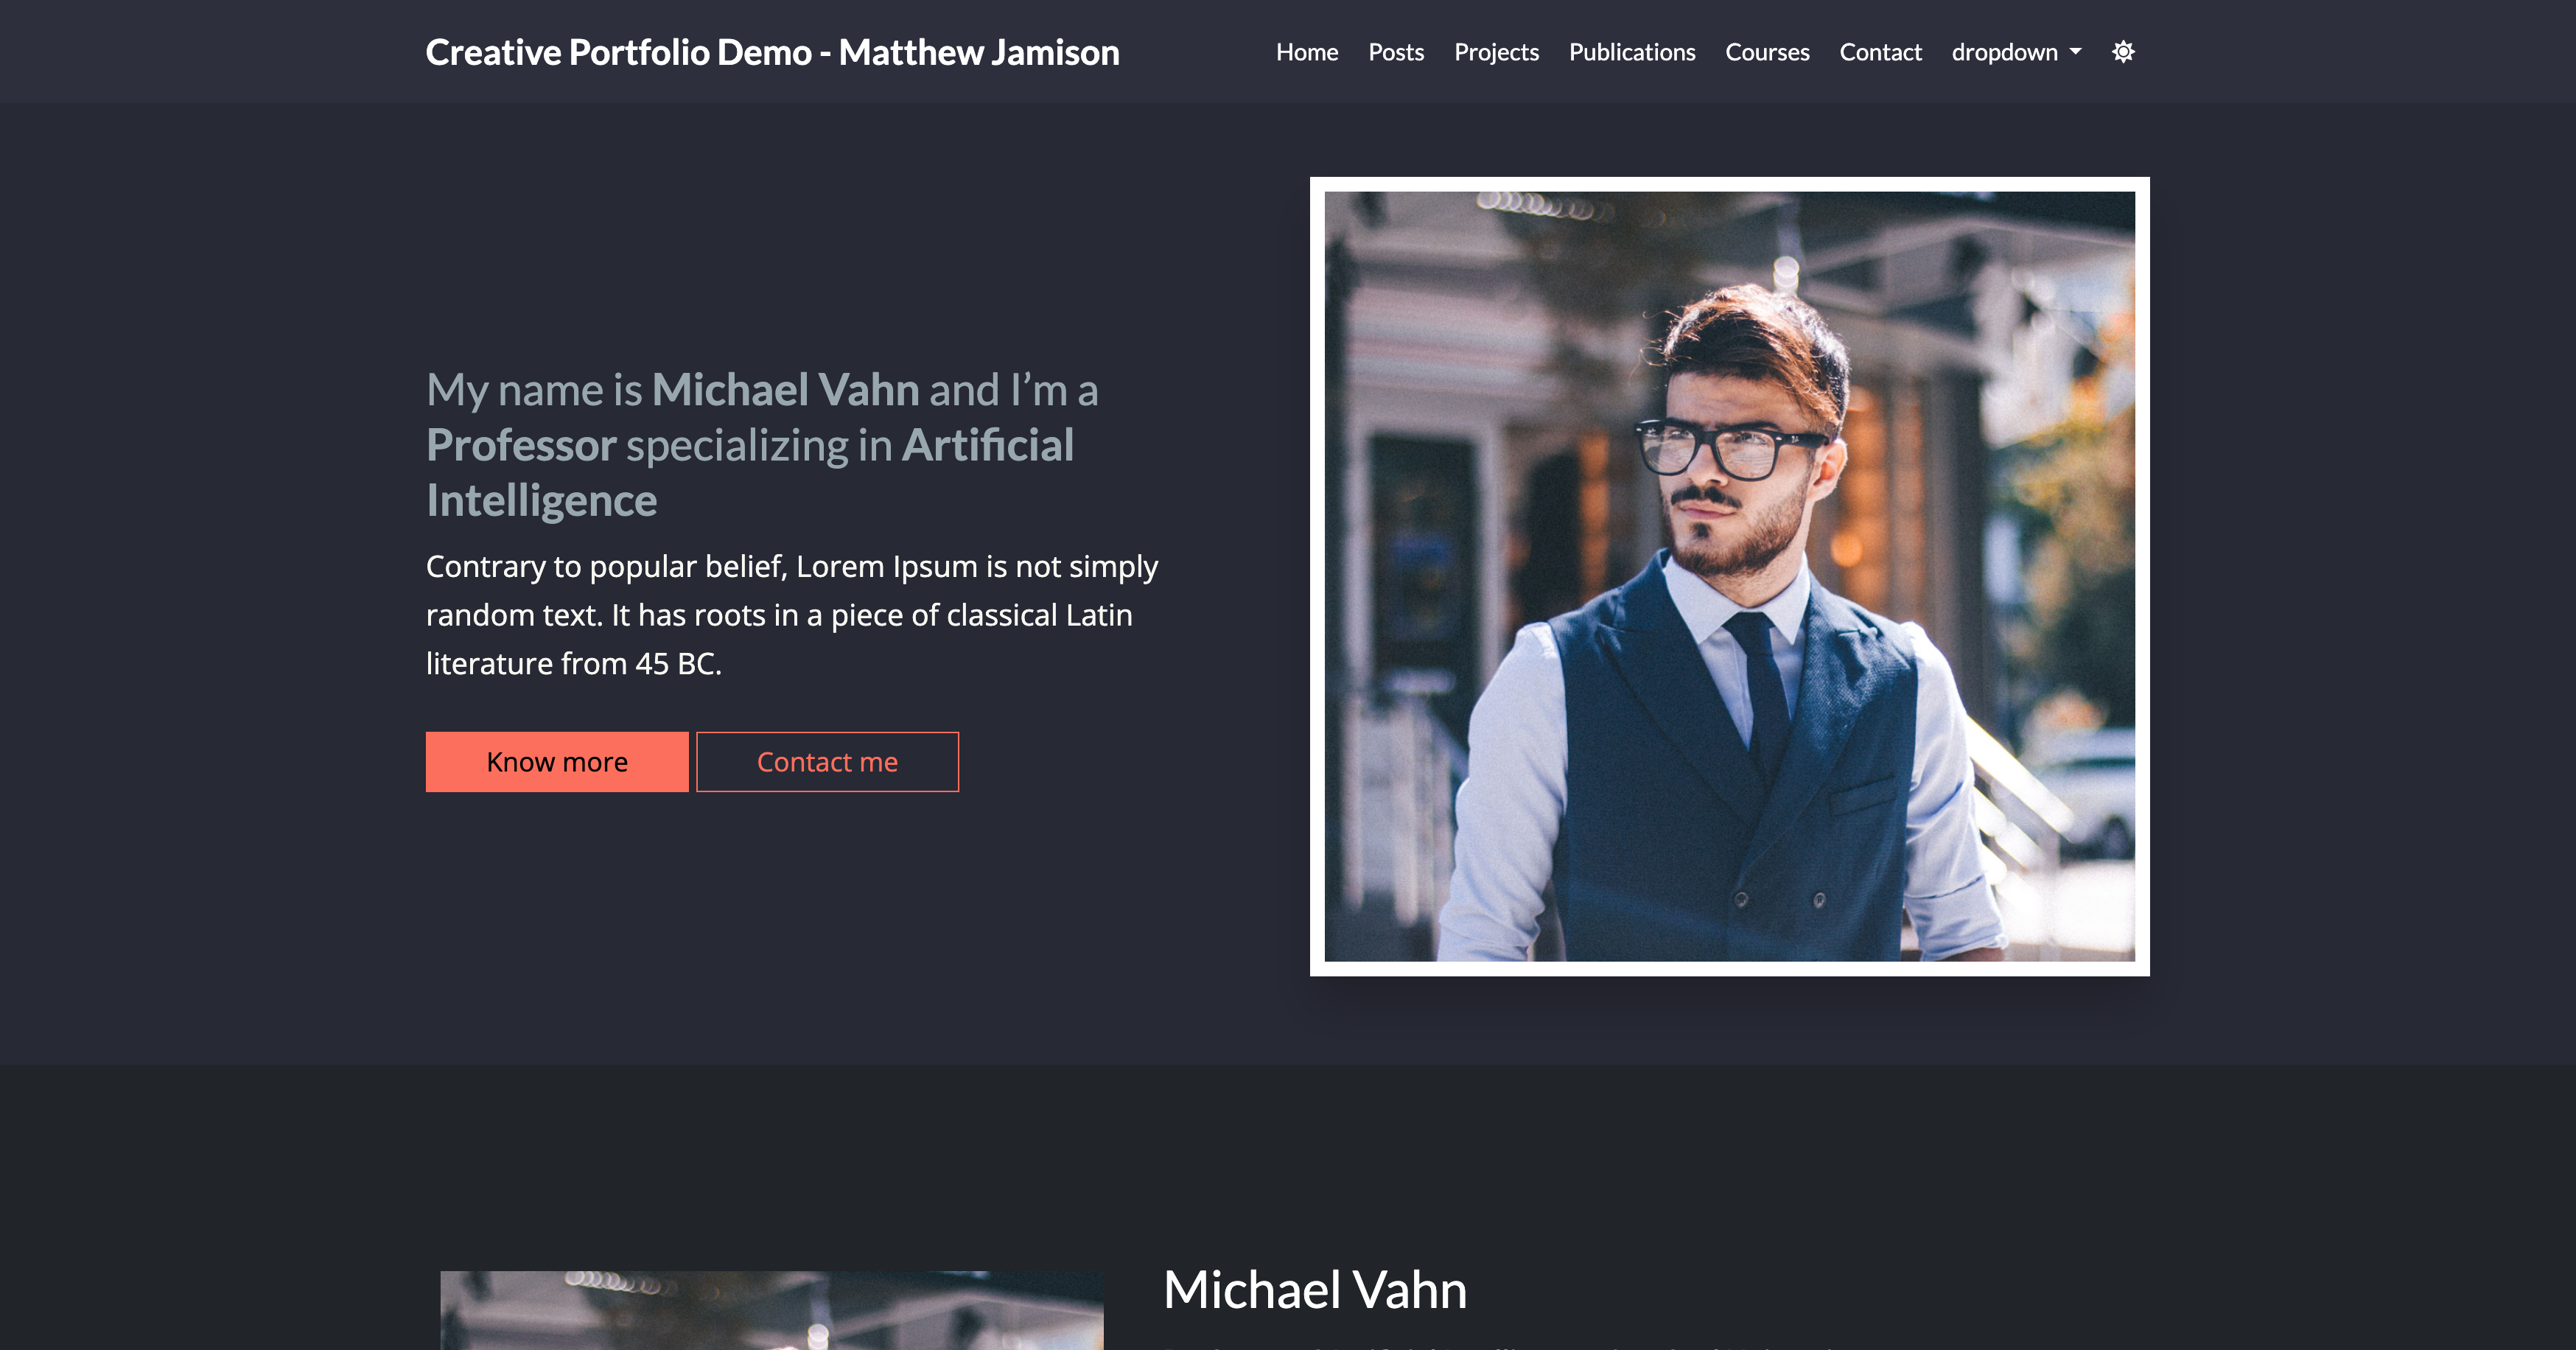 Creative Portfolio Demo - Matthew Jamison
Home Posts Projects Publications Courses Contact dropdown
My name is Michael Vahn and I’m a
Professor specializing in Artificial
Intelligence
Contrary to popular belief, Lorem Ipsum is not simply
random text. It has roots in a piece of classical Latin
literature from 45 BC.
Know more
Contact me
Michael Vahn